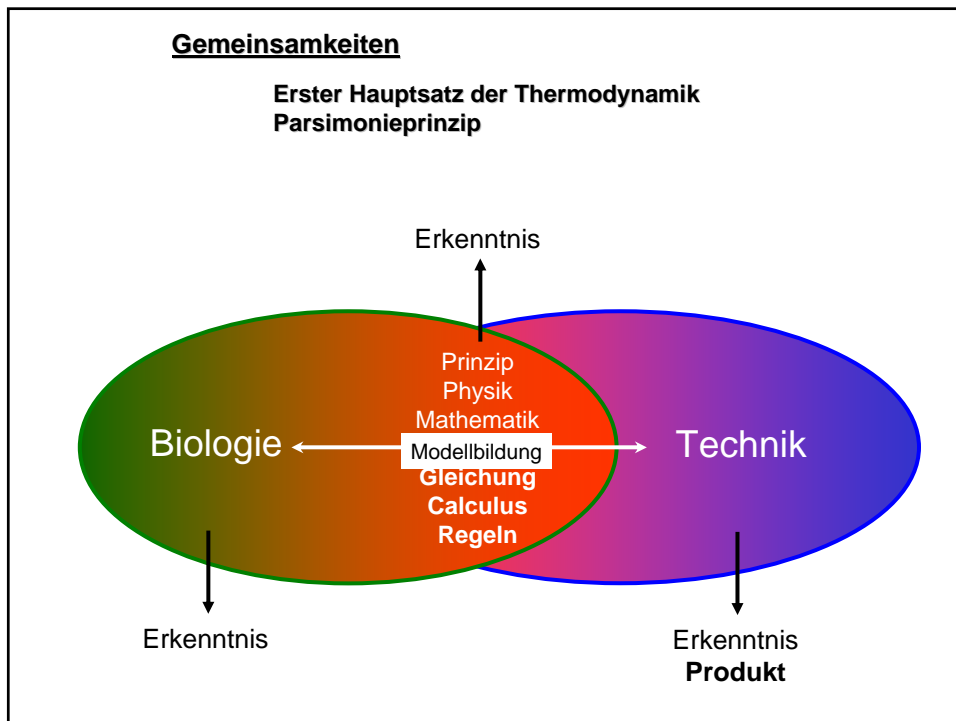 Gemeinsamkeiten
Erster Hauptsatz der Thermodynamik
Parsimonieprinzip
Erkenntnis
Prinzip
Physik
Mathematik
Biologie
Modellbildung
Technik
Gleichung
Calculus
Regeln
Erkenntnis
Erkenntnis
Produkt